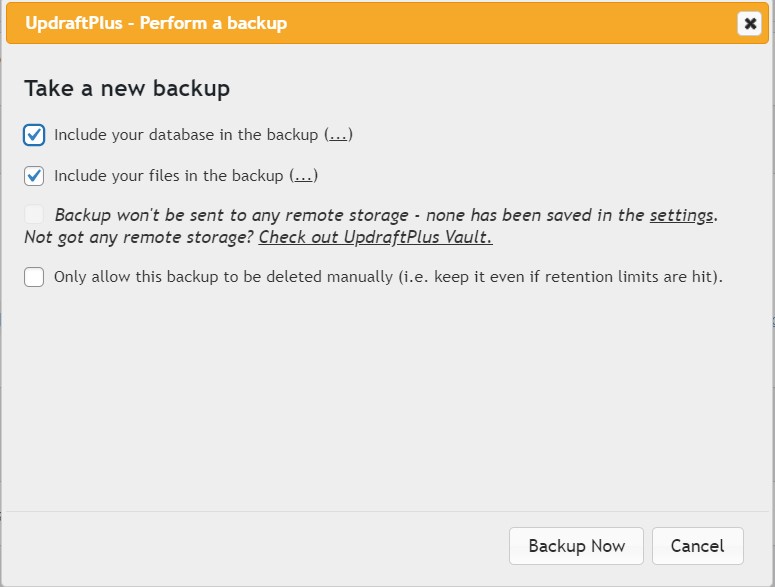 UpdraftPlus - Perform a backup
Take a new backup
Include your database in the backup (...)
Include your files in the backup (...)
Backup won't be sent to any remote storage - none has been saved in the settings.
Not got any remote storage? Check out UpdraftPlus Vault.
Only allow this backup to be deleted manually (i.e. keep it even if retention limits are hit).
Backup Now
Cancel